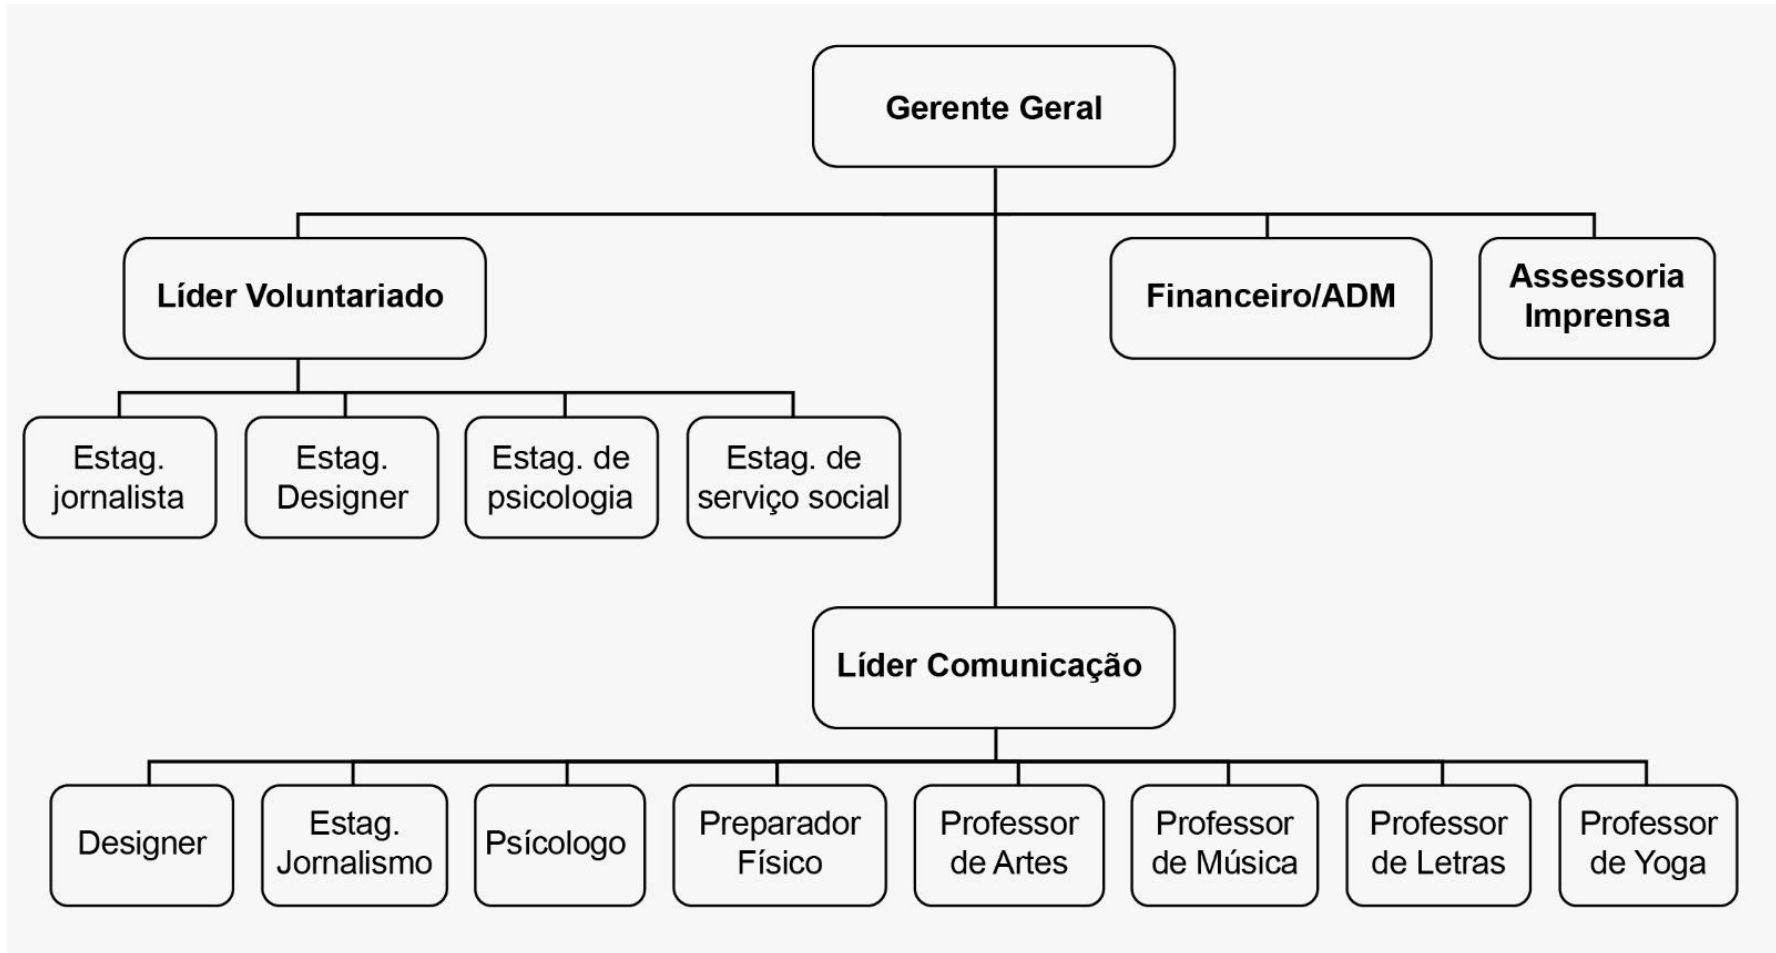 Gerente Geral
Líder Voluntariado
Financeiro/ADM
Assessoria
Imprensa
Estag.
jornalista
Estag.
Designer
Estag. de
psicologia
Estag. de
serviço social
Líder Comunicação
Designer
Estag.
Jornalismo
Psícologo
Preparador
Físico
Professor
de Artes
Professor
de Música
Professor
de Letras
Professor
de Yoga